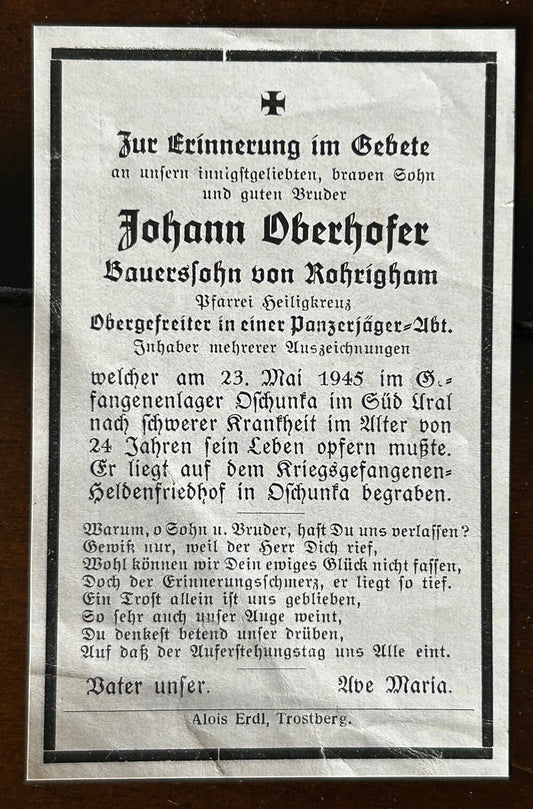 Zur Erinnerung im Gebete
an unsern innigstgeliebten, braven Sohn
und guten Bruder
Johann Oberhofer
Bauerssohn von Rohrigham
Pfarrei Heiligkreuz
Obergefreiter in einer Panzerjäger-Abt.
Inhaber mehrerer Auszeichnungen
welcher am 23. Mai 1945 im Ge-
fangenenlager Oschunka im Süd Ural
nach schwerer Krankheit im Alter von
24 Jahren sein Leben opfern mußte.
Er liegt auf dem Kriegsgefangenen-
Heldenfriedhof in Oschunka begraben.
Warum, o Sohn u. Bruder, hast Du uns verlassen?
Gewiß nur, weil der Herr Dich rief,
Wohl können wir Dein ewiges Glück nicht fassen,
Doch der Erinnerungsschmerz, er liegt so tief.
Ein Trost allein ist uns geblieben,
So sehr auch unser Auge weint,
Du denkest betend unser drüben,
Auf daß der Auferstehungstag uns Alle eint.
Vater unser. Ave Maria.
Alois Erdl, Trostberg.